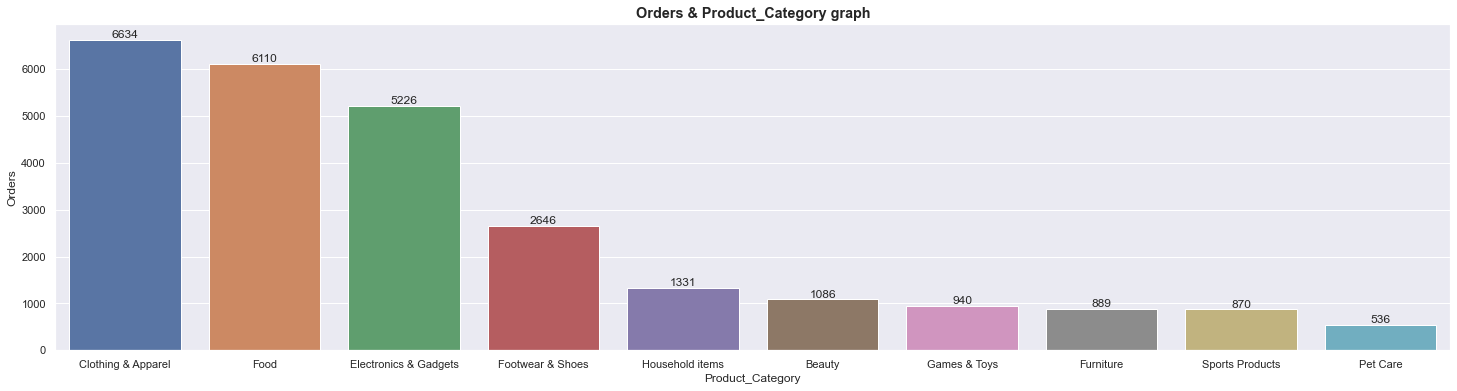 Orders & Product_Category graph
Orders
6000
5000
4000
3000
2000
1000
0
6634
6110
5226
2646
1331
1086
940
889
870
536
Clothing & Apparel
Food
Electronics & Gadgets
Footwear & Shoes
Household items
Beauty
Games & Toys
Furniture
Sports Products
Pet Care
Product_Category